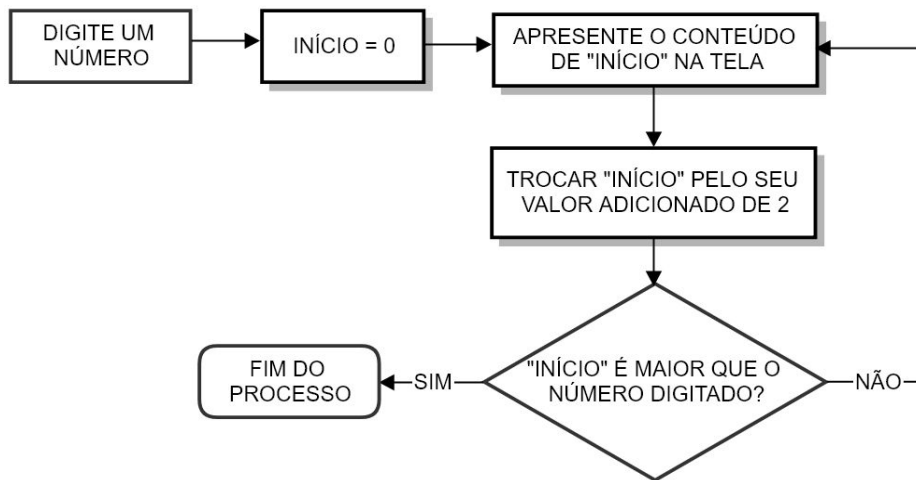 DIGITE UM
NÚMERO
INÍCIO = 0
APRESENTE O CONTEÚDO
DE "INÍCIO" NA TELA
TROCAR "INÍCIO" PELO SEU
VALOR ADICIONADO DE 2
"INÍCIO" É MAIOR QUE O
NÚMERO DIGITADO?
SIM
NÃO
FIM DO
PROCESSO